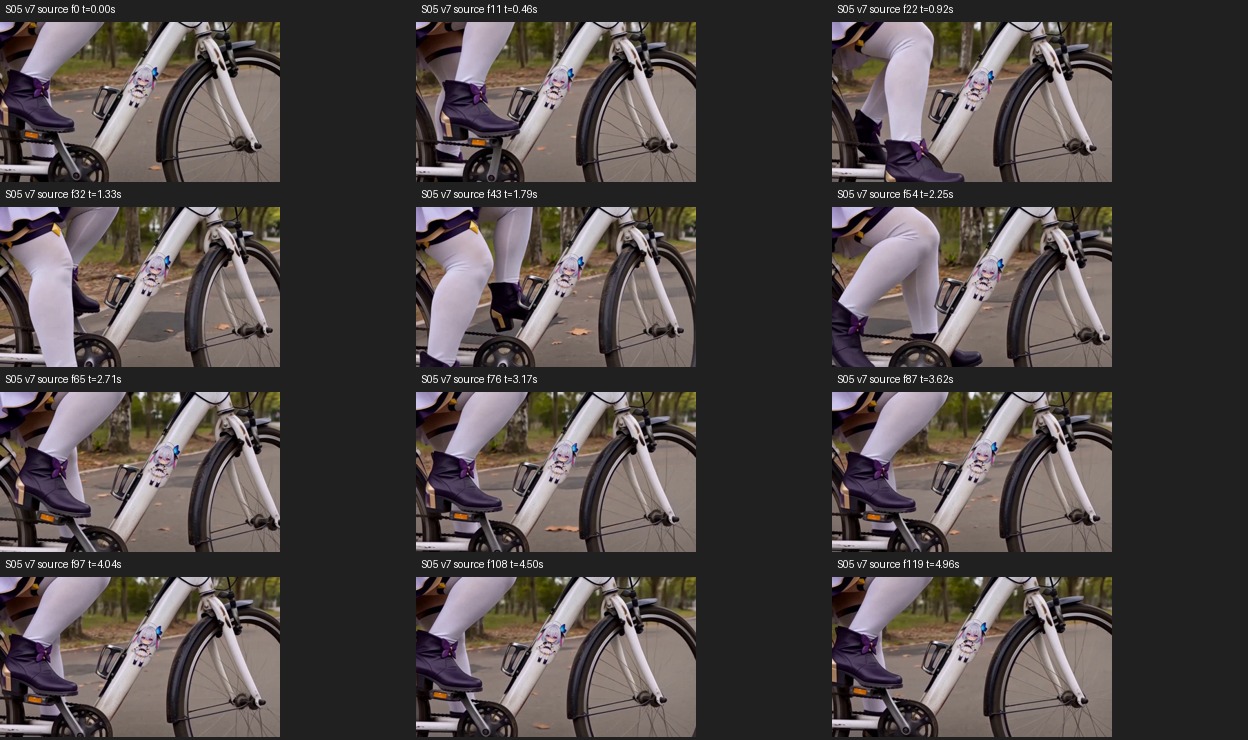 S05 v7 source f0 t=0.00s
S05 v7 source f11 t=0.46s
S05 v7 source f22 t=0.92s
S05 v7 source f32 t=1.33s
S05 v7 source f43 t=1.79s
S05 v7 source f54 t=2.25s
S05 v7 source f65 t=2.71s
S05 v7 source f76 t=3.17s
S05 v7 source f87 t=3.62s
S05 v7 source f97 t=4.04s
S05 v7 source f108 t=4.50s
S05 v7 source f119 t=4.96s